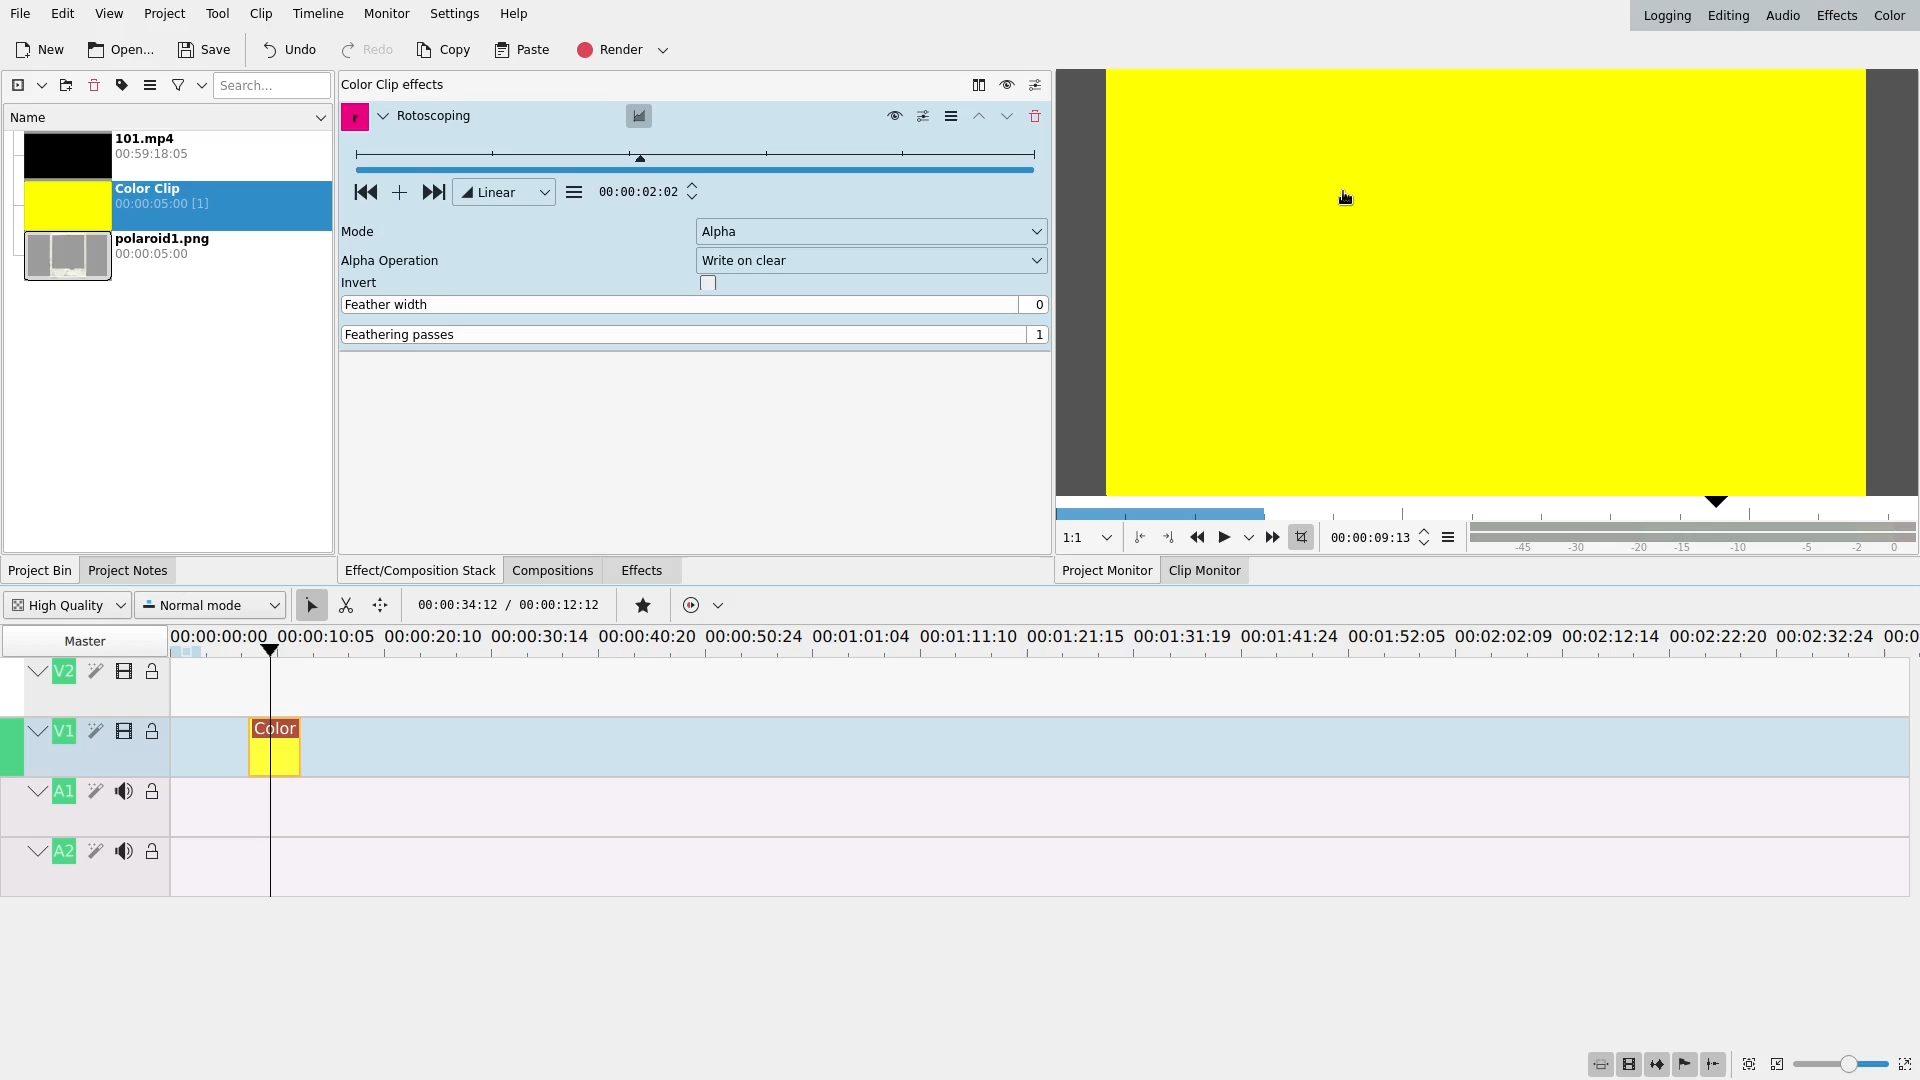 File Edit View Project Tool Clip Timeline Monitor Settings Help
Logging Editing Audio Effects Color
New Open... Save Undo Redo Copy Paste Render
Search...
Color Clip effects
Name
r Rotoscoping
101.mp4
00:59:18:05
Color Clip
00:00:05:00 [1]
Linear 00:00:02:02
polaroid1.png
00:00:05:00
Mode Alpha
Alpha Operation Write on clear
Invert
Feather width 0
Feathering passes 1
1:1 00:00:09:13
-45 -30 -20 -15 -10 -5 -2 0
Project Bin Project Notes
Effect/Composition Stack Compositions Effects
Project Monitor Clip Monitor
High Quality Normal mode 00:00:34:12 / 00:00:12:12
Master
00:00:00:00 00:00:10:05 00:00:20:10 00:00:30:14 00:00:40:20 00:00:50:24 00:01:01:04 00:01:11:10 00:01:21:15 00:01:31:19 00:01:41:24 00:01:52:05 00:02:02:09 00:02:12:14 00:02:22:20 00:02:32:24 00:0
V2
V1 Color
A1
A2